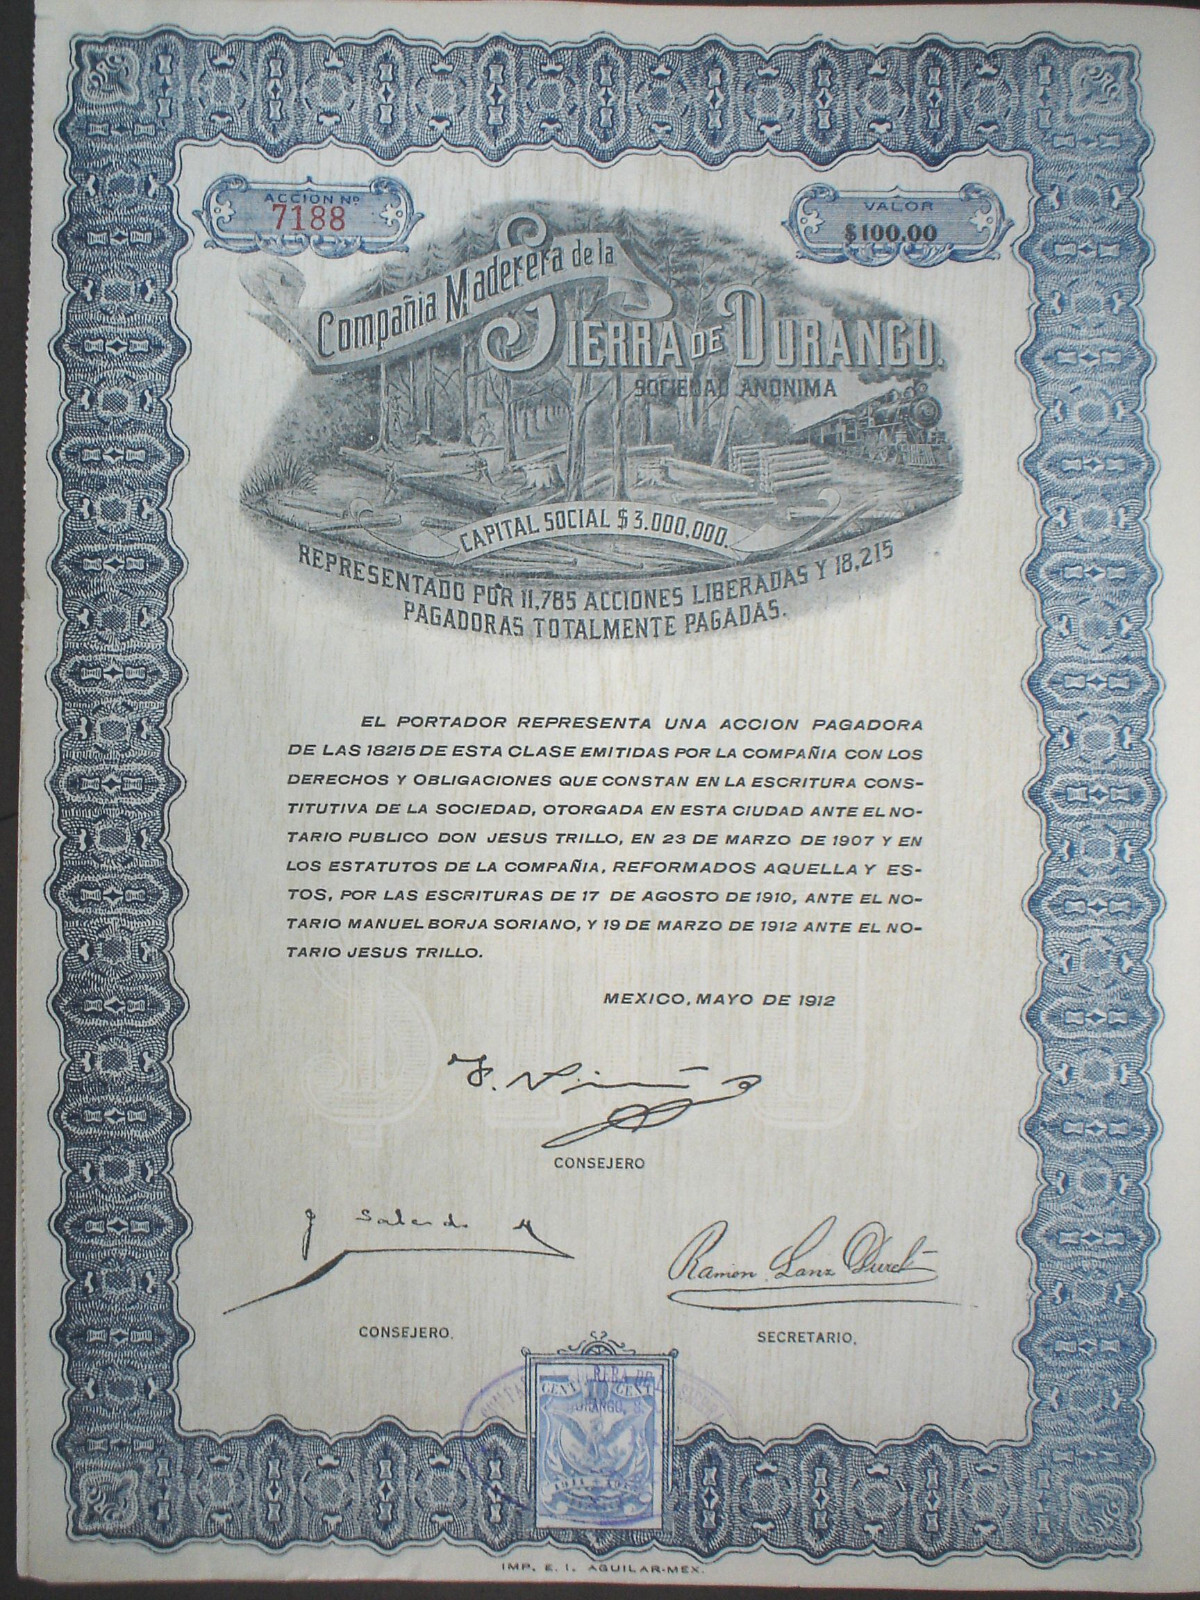 ACCION Nº
7188
VALOR
$100.00
Compañia Maderera de la
SIERRA DE DURANGO.
SOCIEDAD ANONIMA
CAPITAL SOCIAL $3.000,000.
REPRESENTADO POR 11,785 ACCIONES LIBERADAS Y 18,215
PAGADORAS TOTALMENTE PAGADAS.
EL PORTADOR REPRESENTA UNA ACCION PAGADORA
DE LAS 18215 DE ESTA CLASE EMITIDAS POR LA COMPAÑIA CON LOS
DERECHOS Y OBLIGACIONES QUE CONSTAN EN LA ESCRITURA CONS-
TITUTIVA DE LA SOCIEDAD, OTORGADA EN ESTA CIUDAD ANTE EL NO-
TARIO PUBLICO DON JESUS TRILLO, EN 23 DE MARZO DE 1907 Y EN
LOS ESTATUTOS DE LA COMPAÑIA, REFORMADOS AQUELLA Y ES-
TOS, POR LAS ESCRITURAS DE 17 DE AGOSTO DE 1910, ANTE EL NO-
TARIO MANUEL BORJA SORIANO, Y 19 DE MARZO DE 1912 ANTE EL NO-
TARIO JESUS TRILLO.
MEXICO, MAYO DE 1912
CONSEJERO
J Salcedo
Ramon Lanz Duret
CONSEJERO.
SECRETARIO.
CENT 10 CENT
DURANGO, S.
IMP. E. I. AGUILAR-MEX.